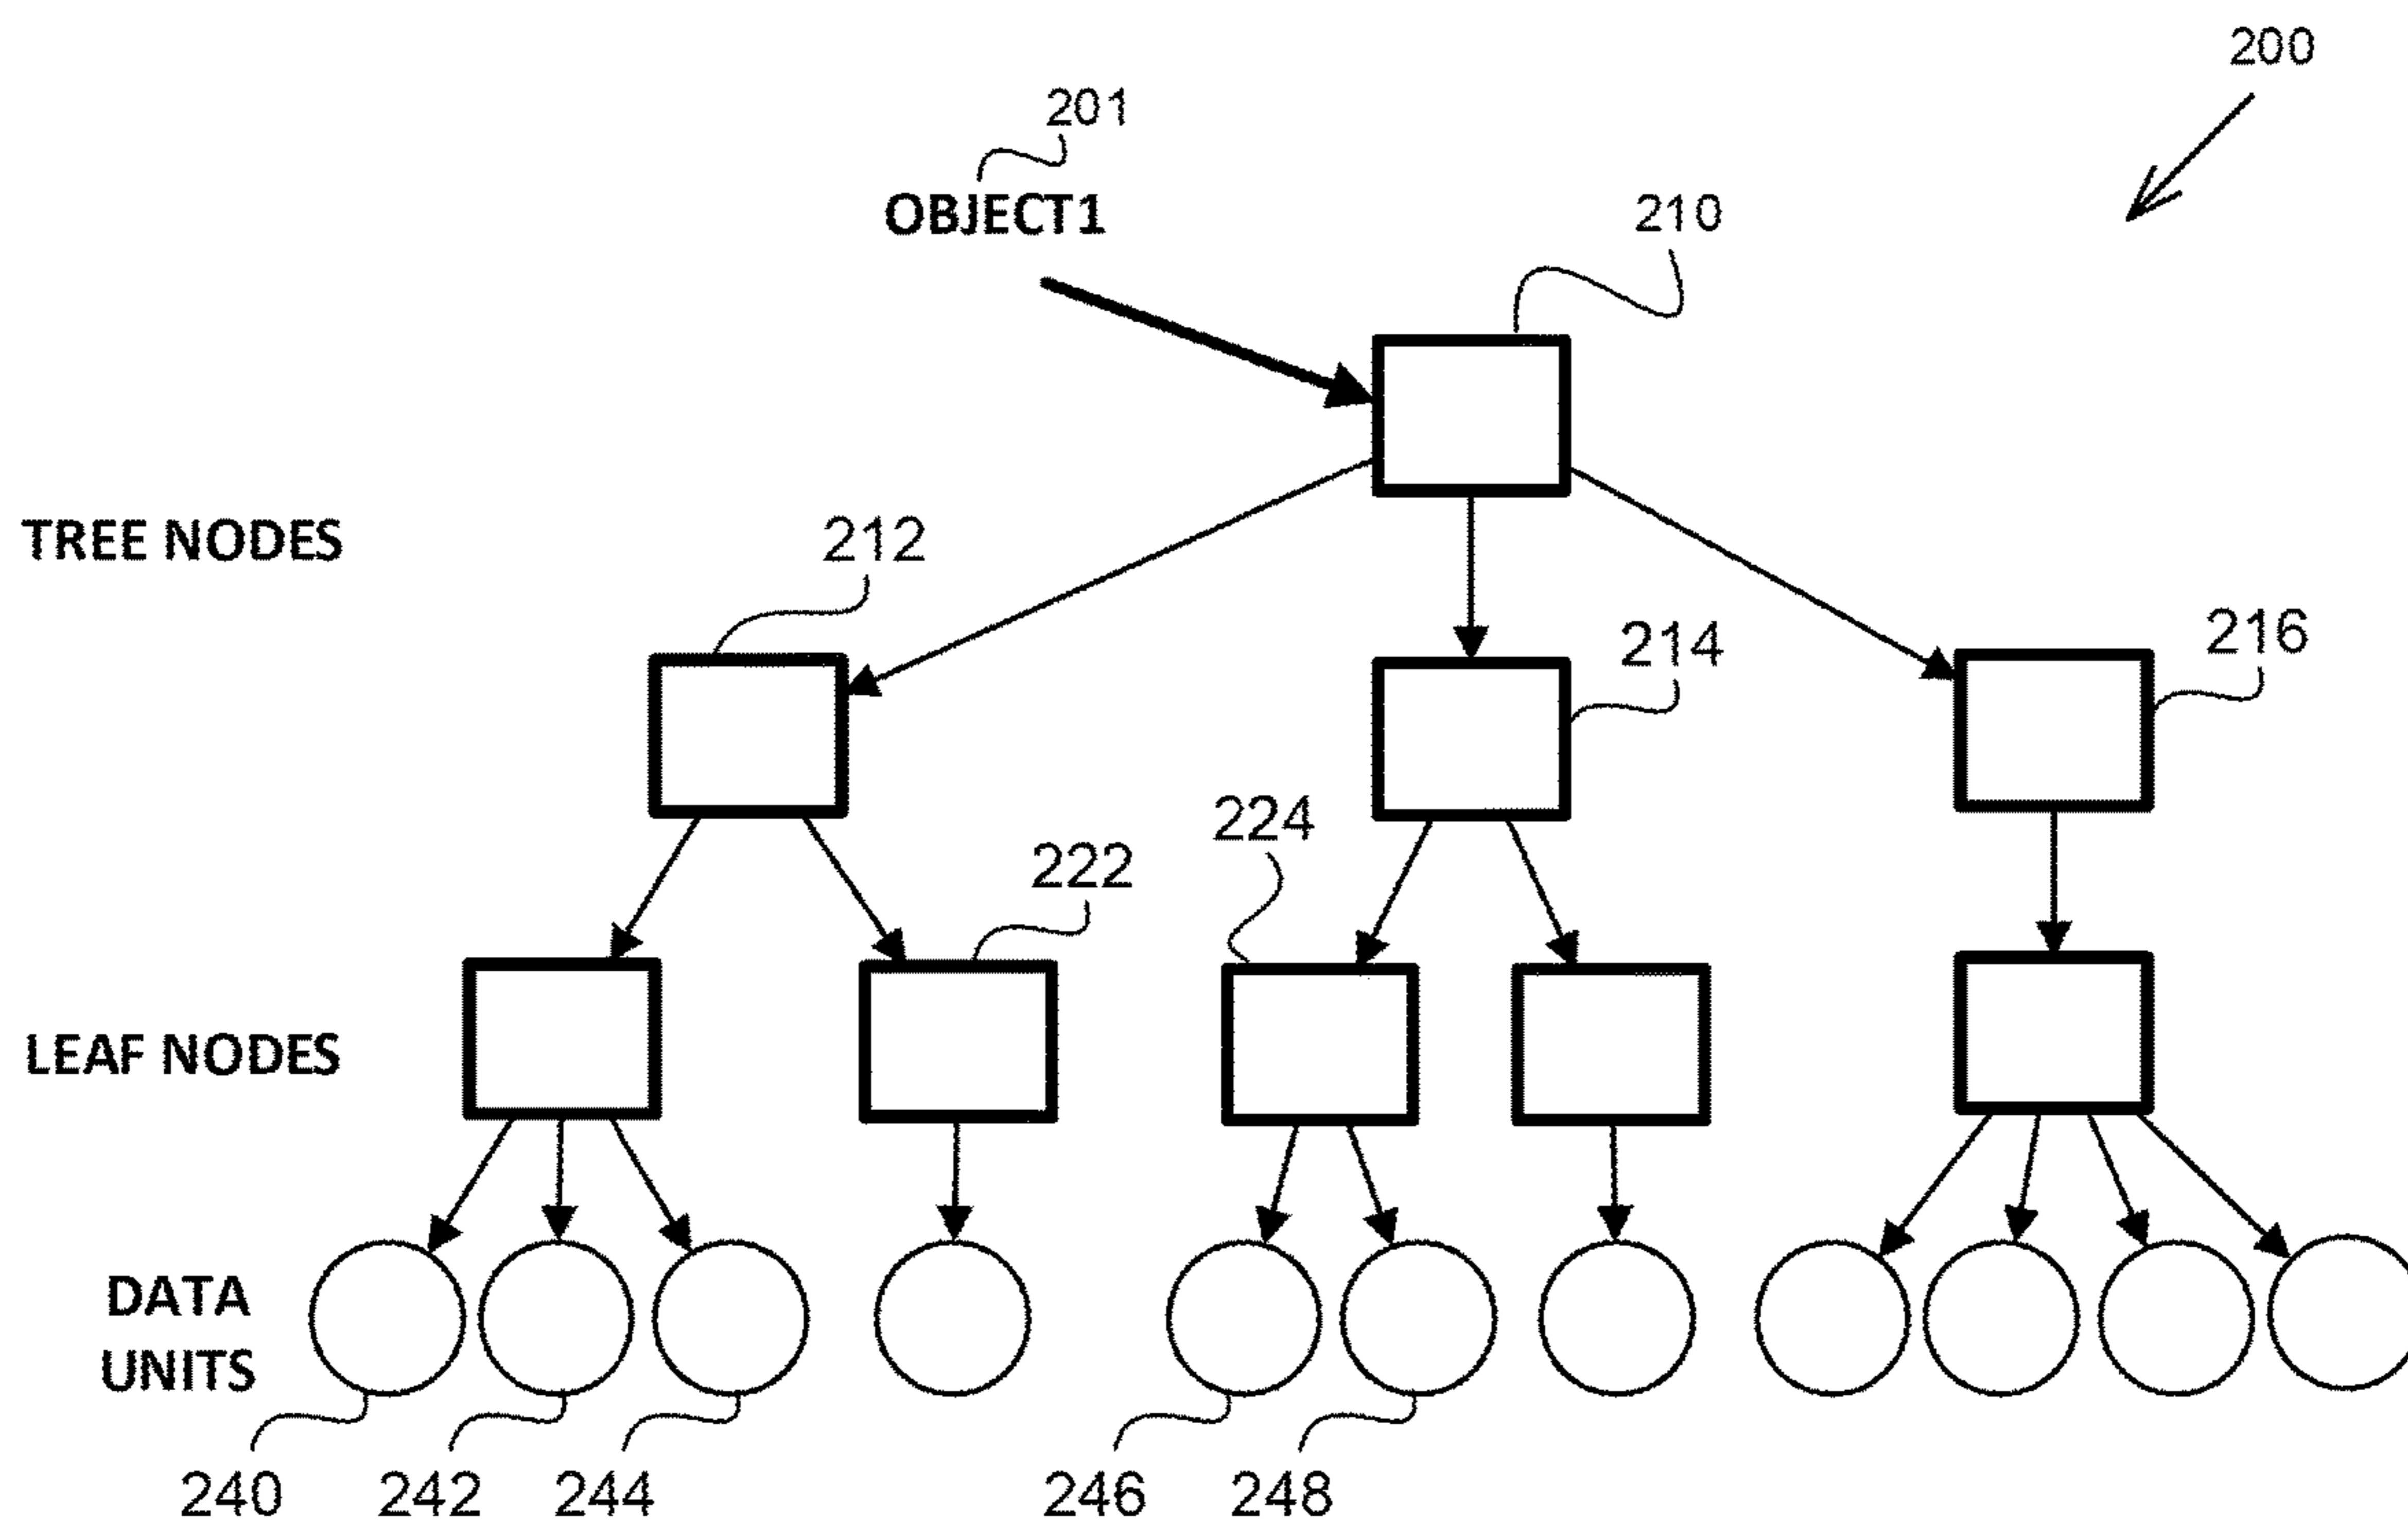 200
201
OBJECT1
210
TREE NODES
212
214
216
224
222
LEAF NODES
DATA
UNITS
240
242
244
246
248